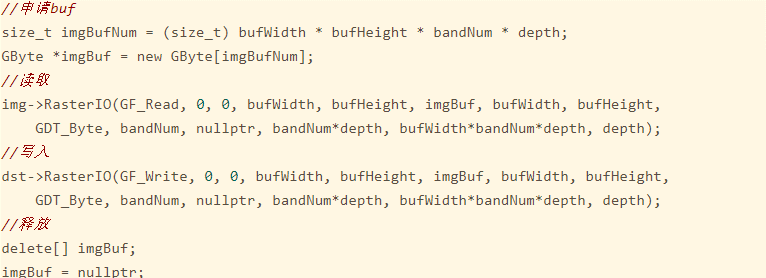 //申请buf
size_t imgBufNum = (size_t) bufWidth * bufHeight * bandNum * depth;
GByte *imgBuf = new GByte[imgBufNum];
//读取
img->RasterIO(GF_Read, 0, 0, bufWidth, bufHeight, imgBuf, bufWidth, bufHeight,
    GDT_Byte, bandNum, nullptr, bandNum*depth, bufWidth*bandNum*depth, depth);
//写入
dst->RasterIO(GF_Write, 0, 0, bufWidth, bufHeight, imgBuf, bufWidth, bufHeight,
    GDT_Byte, bandNum, nullptr, bandNum*depth, bufWidth*bandNum*depth, depth);
//释放
delete[] imgBuf;
imgBuf = nullptr;